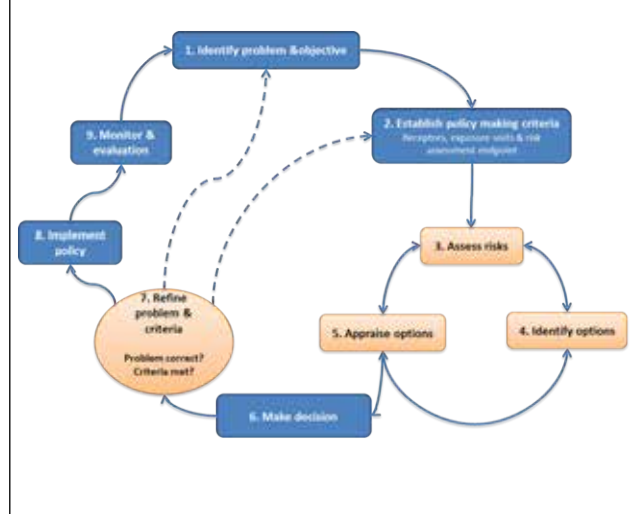 1. Identify problem &objective
2. Establish policy making criteria
Receptors, exposure units & risk
assessment endpoint
9. Monitor &
evaluation
8. Implement
policy
3. Assess risks
7. Refine
problem &
criteria
Problem correct?
Criteria met?
5. Appraise options
4. Identify options
6. Make decision